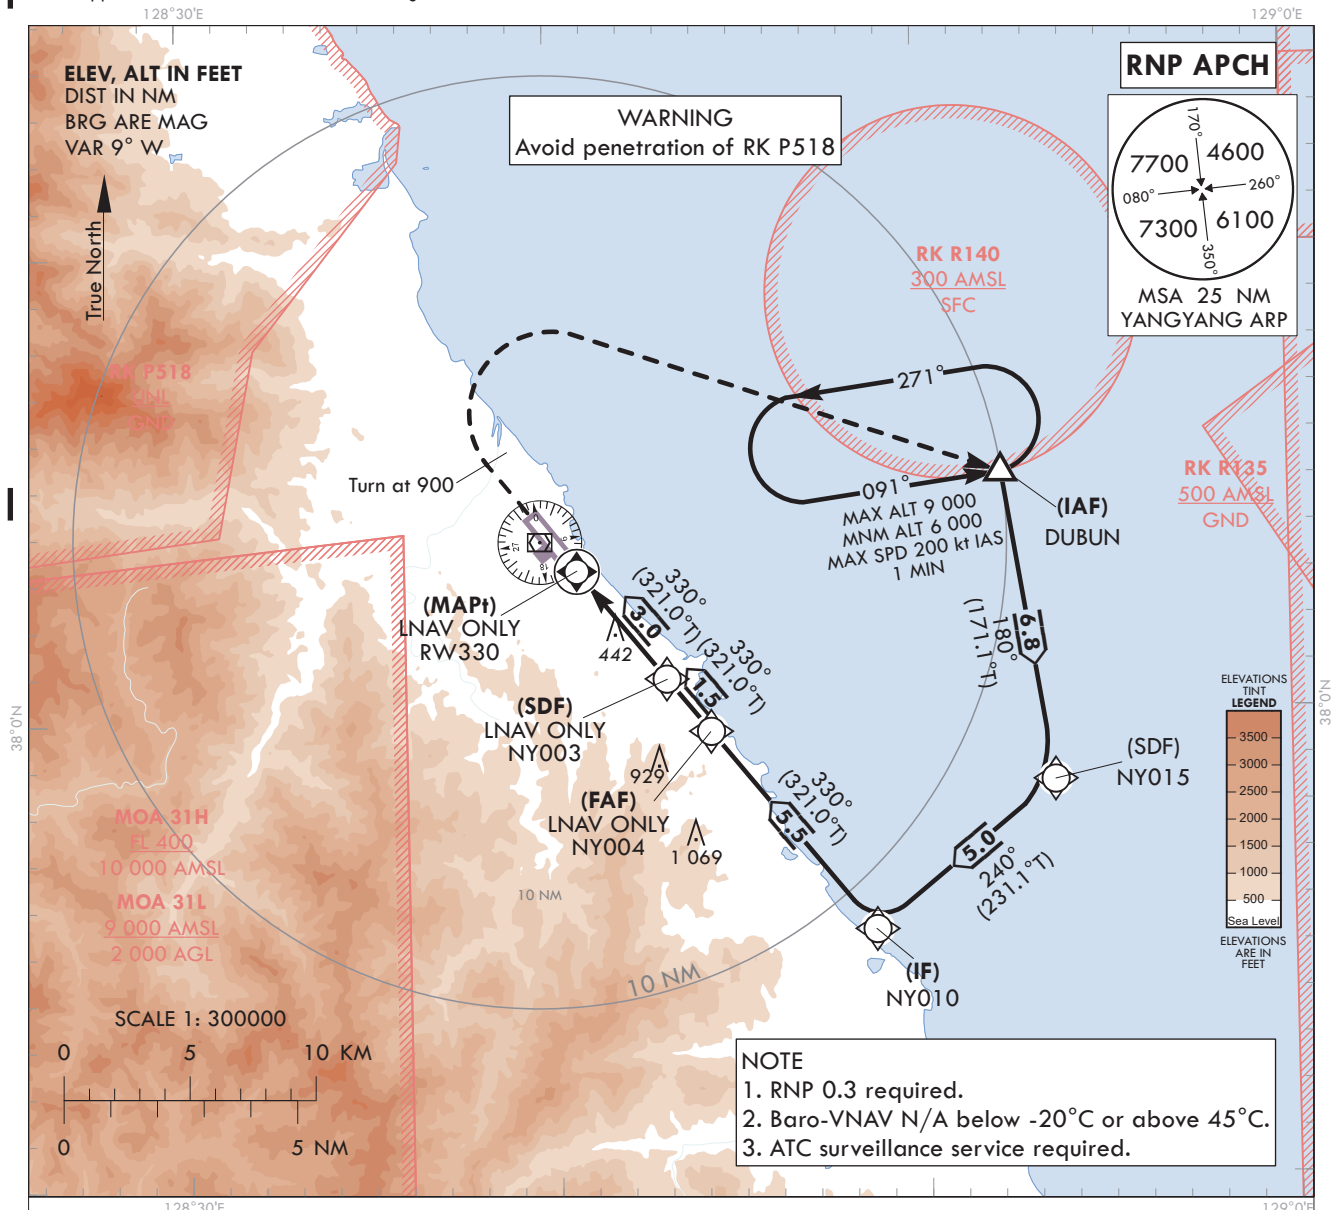 128°30'E
129°0'E
ELEV, ALT IN FEET
DIST IN NM
BRG ARE MAG
VAR 9° W
True North
WARNING
Avoid penetration of RK P518
RNP APCH
170°
7700
4600
080°
260°
7300
6100
350°
MSA 25 NM
YANGYANG ARP
RK R140
300 AMSL
SFC
RK P518
UNL
GND
271°
091°
MAX ALT 9 000
MNM ALT 6 000
MAX SPD 200 kt IAS
1 MIN
(IAF)
DUBUN
RK R135
500 AMSL
GND
Turn at 900
0
9
18
27
(MAPt)
LNAV ONLY
RW330
442
3.0
330°
(321.0°T)
(SDF)
LNAV ONLY
NY003
1.5
330°
(321.0°T)
929
(FAF)
LNAV ONLY
NY004
1 069
5.5
330°
(321.0°T)
6.8
180°
(171.1°T)
(SDF)
NY015
5.0
240°
(231.1°T)
(IF)
NY010
38°0'N
38°0'N
ELEVATIONS
TINT
LEGEND
3500
3000
2500
2000
1500
1000
500
Sea Level
ELEVATIONS
ARE IN
FEET
MOA 31H
FL 400
10 000 AMSL
MOA 31L
9 000 AMSL
2 000 AGL
10 NM
10 NM
SCALE 1: 300000
0 5 10 KM
0 5 NM
NOTE
1. RNP 0.3 required.
2. Baro-VNAV N/A below -20°C or above 45°C.
3. ATC surveillance service required.
128°30'E
129°0'E